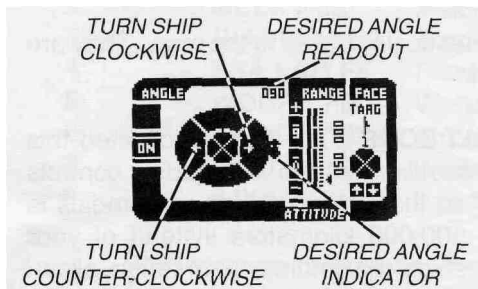 TURN SHIP CLOCKWISE
DESIRED ANGLE READOUT
ANGLE 090 RANGE FACE
TARG
ON
ATTITUDE
TURN SHIP COUNTER-CLOCKWISE
DESIRED ANGLE INDICATOR